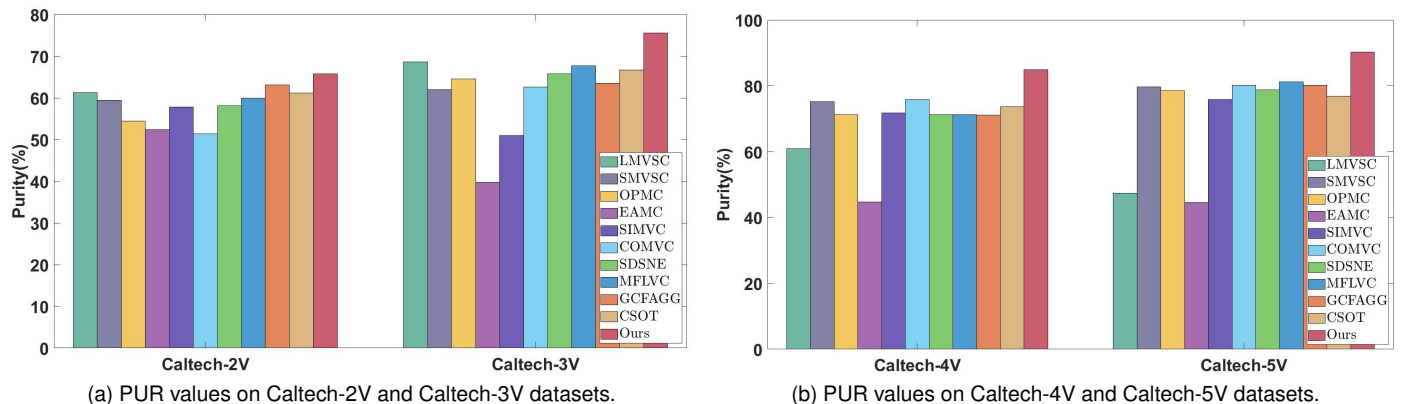 80
70
60
50
40
30
20
10
0
Purity(%)
Caltech-2V
Caltech-3V
LMVSC
SMVSC
OPMC
EAMC
SIMVC
COMVC
SDSNE
MFLVC
GCFAGG
CSOT
Ours
(a) PUR values on Caltech-2V and Caltech-3V datasets.
100
80
60
40
20
0
Purity(%)
Caltech-4V
Caltech-5V
LMVSC
SMVSC
OPMC
EAMC
SIMVC
COMVC
SDSNE
MFLVC
GCFAGG
CSOT
Ours
(b) PUR values on Caltech-4V and Caltech-5V datasets.